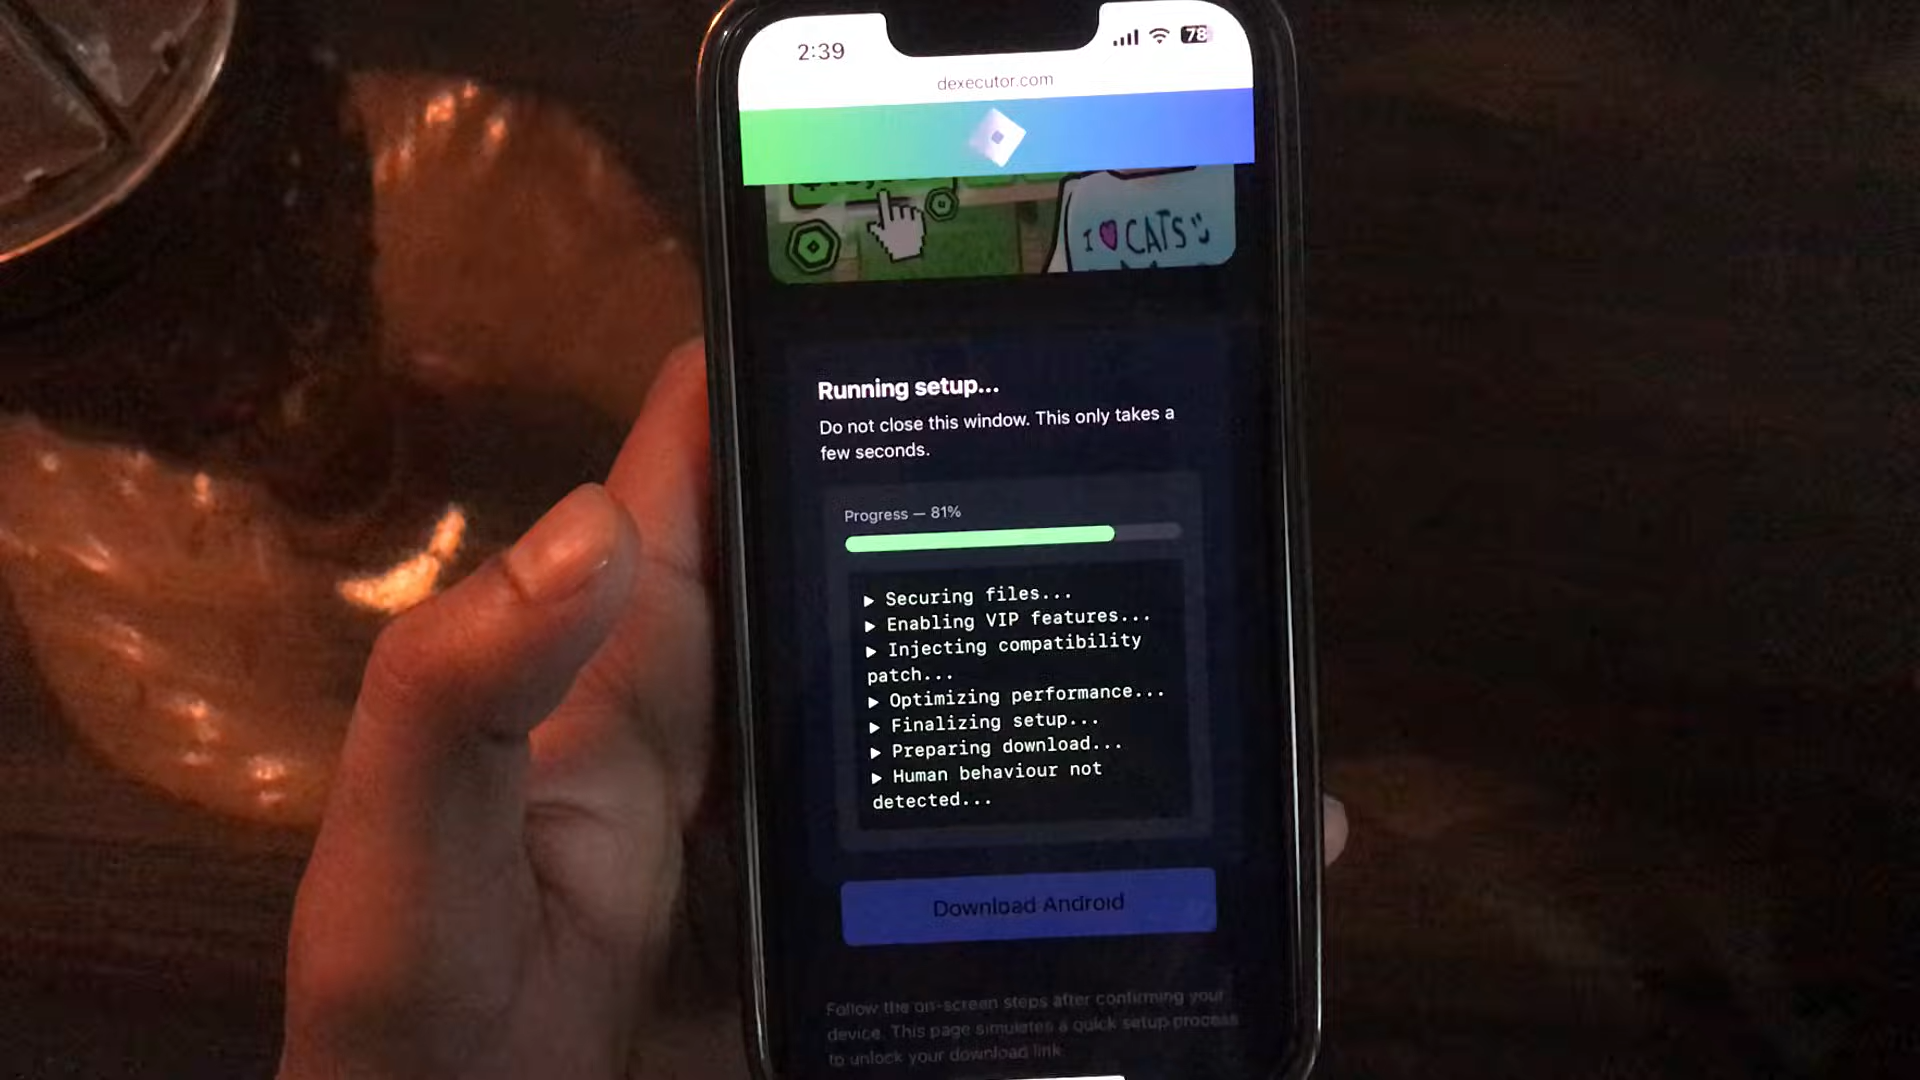 2:39
78
dexecutor.com
I CATS
Running setup...
Do not close this window. This only takes a
few seconds.
Progress — 81%
▶ Securing files...
▶ Enabling VIP features...
▶ Injecting compatibility
patch...
▶ Optimizing performance...
▶ Finalizing setup...
▶ Preparing download...
▶ Human behaviour not
detected...
Download Android
Follow the on-screen steps after confirming your
device. This page simulates a quick setup process
to unlock your download link.